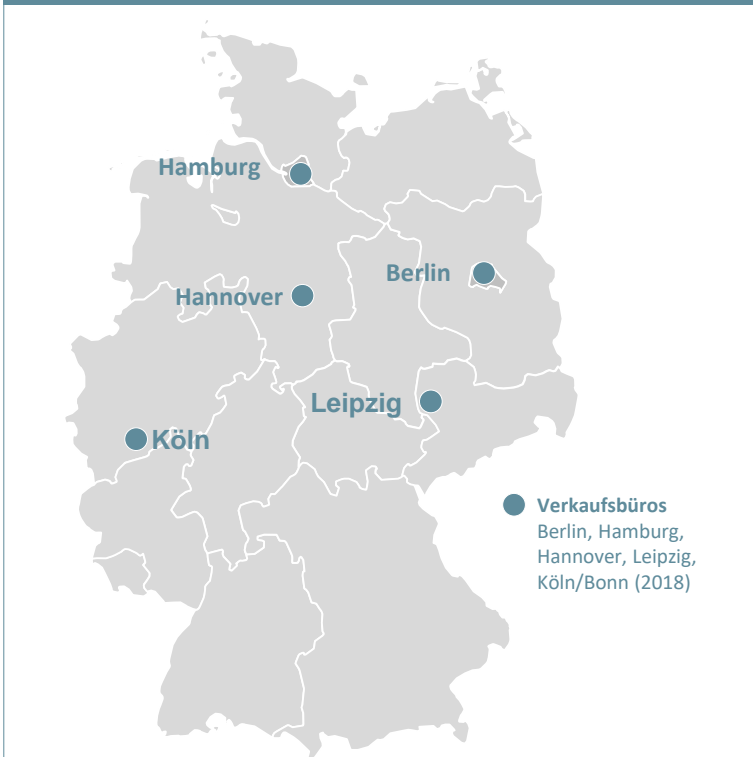 Hamburg
Berlin
Hannover
Leipzig
Köln
Verkaufsbüros
Berlin, Hamburg,
Hannover, Leipzig,
Köln/Bonn (2018)